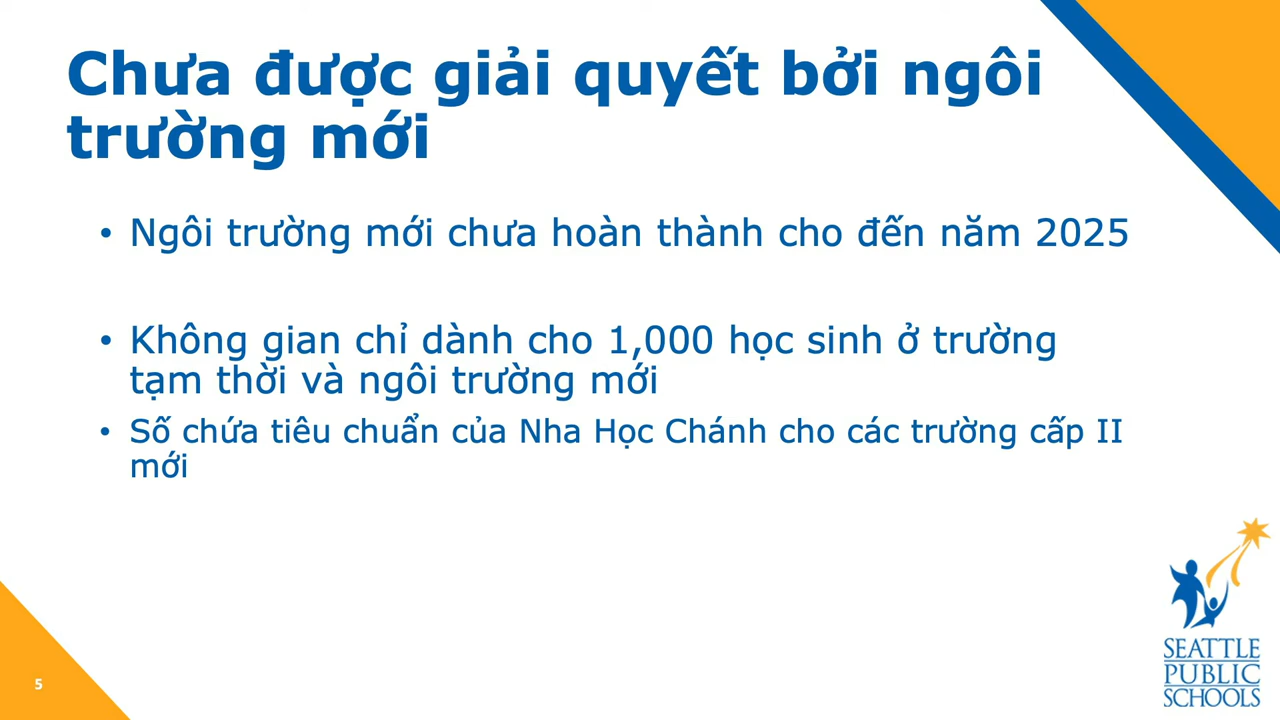 Chưa được giải quyết bởi ngôi
trường mới
• Ngôi trường mới chưa hoàn thành cho đến năm 2025
• Không gian chỉ dành cho 1,000 học sinh ở trường
tạm thời và ngôi trường mới
• Số chứa tiêu chuẩn của Nha Học Chánh cho các trường cấp II
mới
5
SEATTLE
PUBLIC
SCHOOLS